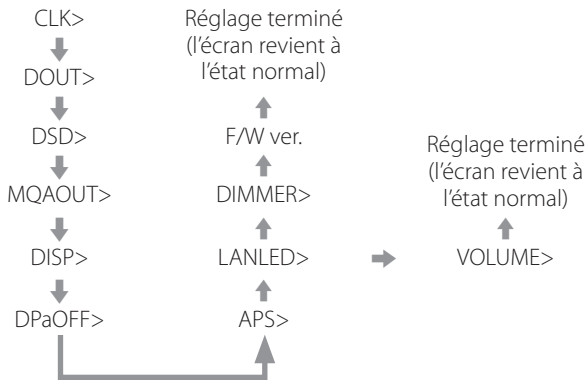 CLK>
DOUT>
DSD>
MQAOUT>
DISP>
DPaOFF>
APS>
LANLED>
DIMMER>
F/W ver.
Réglage terminé
(l'écran revient à
l'état normal)
VOLUME>
Réglage terminé
(l'écran revient à
l'état normal)